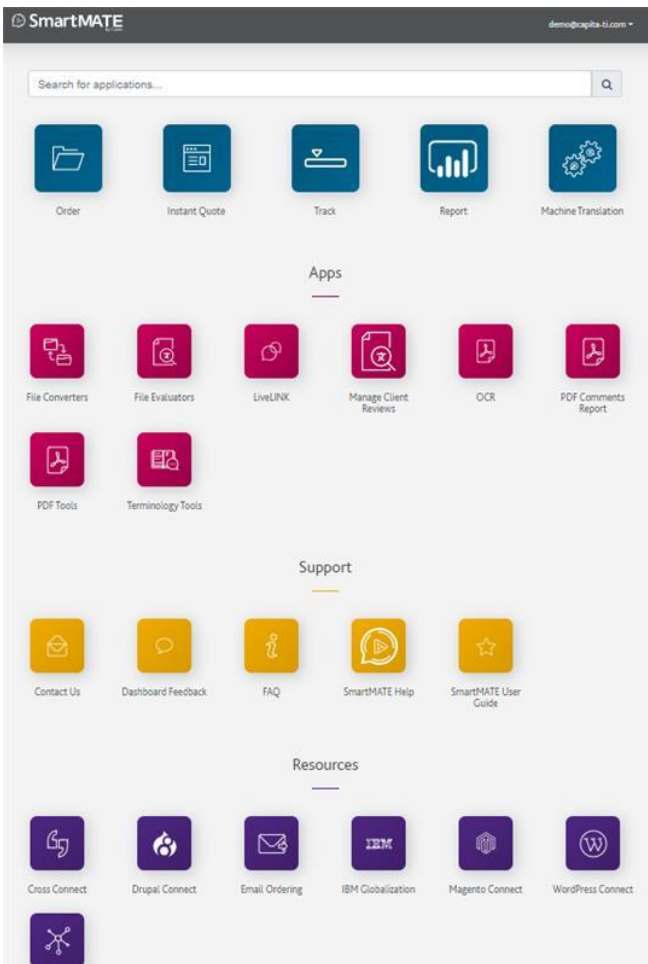 SmartMATE
demo@capita-ti.com
Search for applications...
Order Instant Quote Track Report Machine Translation
Apps
File Converters File Evaluators LiveLINK Manage Client Reviews OCR PDF Comments Report
PDF Tools Terminology Tools
Support
Contact Us Dashboard Feedback FAQ SmartMATE Help SmartMATE User Guide
Resources
IBM
W
Cross Connect Drupal Connect Email Ordering IBM Globalization Magento Connect WordPress Connect